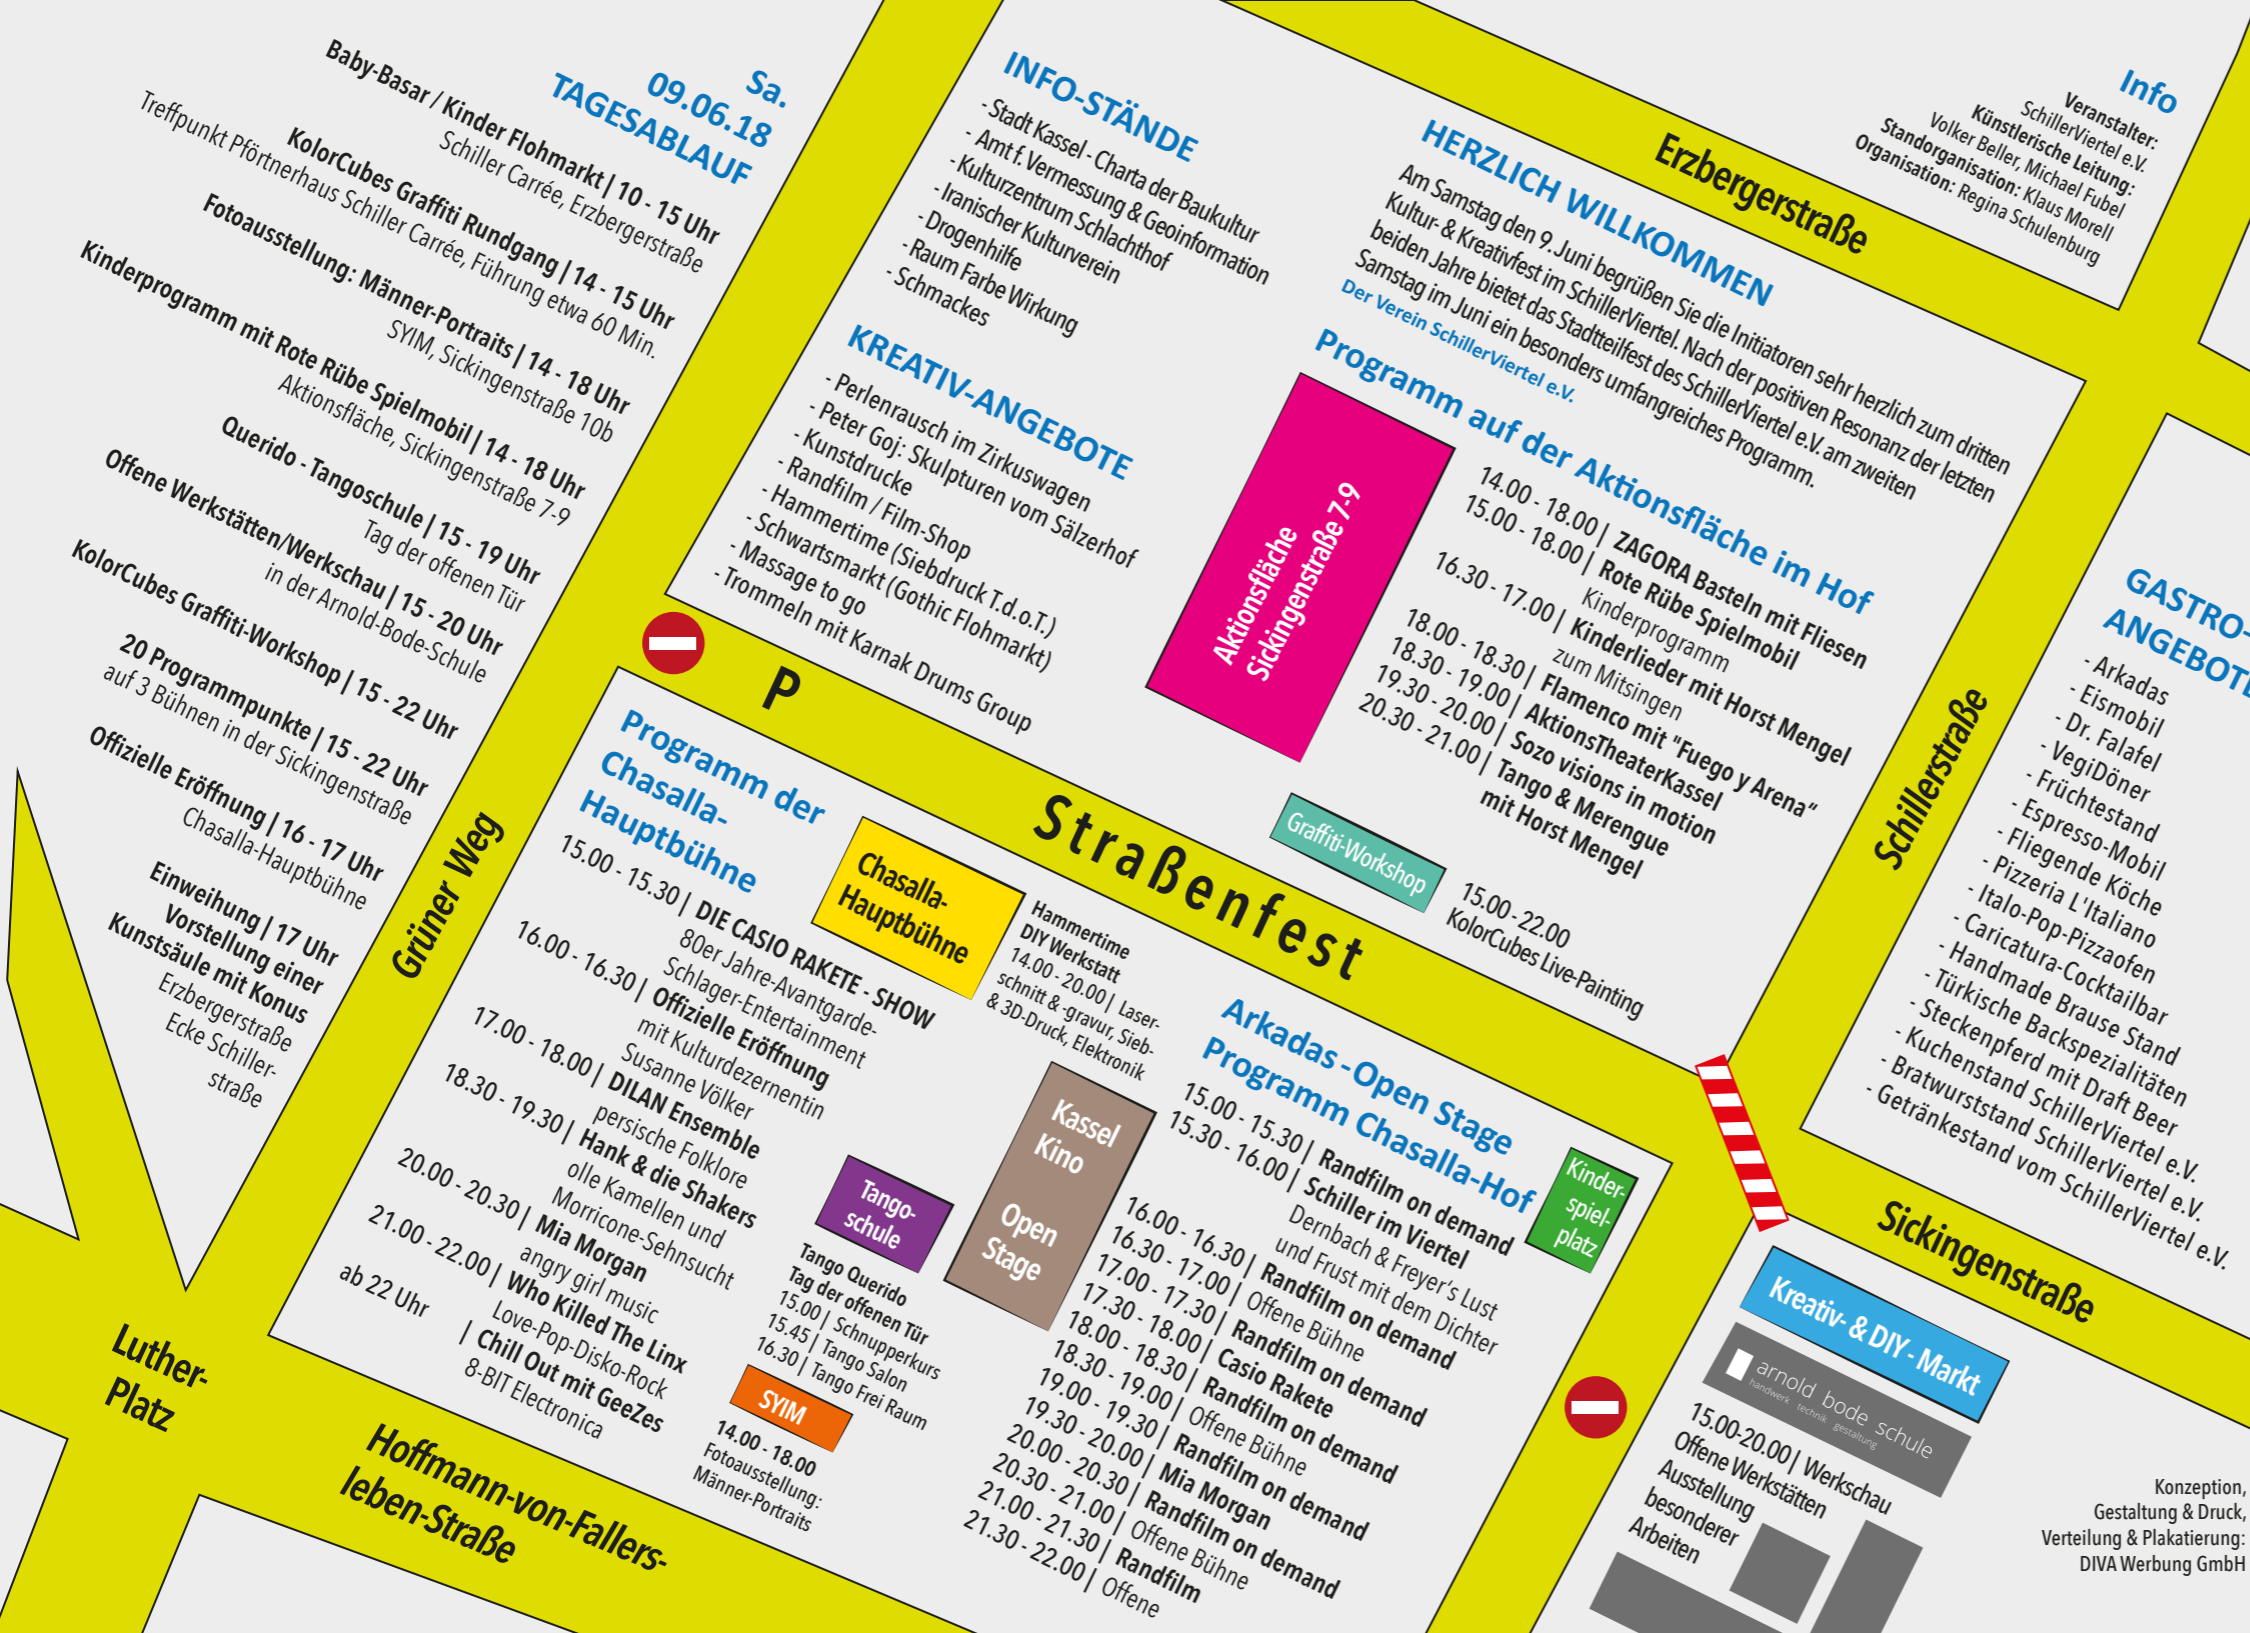 Sa.
09.06.18
TAGESABLAUF
Baby-Basar / Kinder Flohmarkt | 10 - 15 Uhr
Schiller Carrée, Erzbergerstraße
KolorCubes Graffiti Rundgang | 14 - 15 Uhr
Treffpunkt Pförtnerhaus Schiller Carrée, Führung etwa 60 Min.
Fotoausstellung: Männer-Portraits | 14 - 18 Uhr
SYIM, Sickingenstraße 10b
Kinderprogramm mit Rote Rübe Spielmobil | 14 - 18 Uhr
Aktionsfläche, Sickingenstraße 7-9
Querido - Tangoschule | 15 - 19 Uhr
Tag der offenen Tür
Offene Werkstätten/Werkschau | 15 - 20 Uhr
in der Arnold-Bode-Schule
KolorCubes Graffiti-Workshop | 15 - 22 Uhr
20 Programmpunkte | 15 - 22 Uhr
auf 3 Bühnen in der Sickingenstraße
Offizielle Eröffnung | 16 - 17 Uhr
Chasalla-Hauptbühne
Einweihung | 17 Uhr
Vorstellung einer
Kunstsäule mit Konus
Erzbergerstraße
Ecke Schiller-
straße
Grüner Weg
Luther-
Platz
Hoffmann-von-Fallers-
leben-Straße
INFO-STÄNDE
- Stadt Kassel - Charta der Baukultur
- Amt f. Vermessung & Geoinformation
- Kulturzentrum Schlachthof
- Iranischer Kulturverein
- Drogenhilfe
- Raum Farbe Wirkung
- Schmackes
KREATIV-ANGEBOTE
- Perlenrausch im Zirkuswagen
- Peter Goj: Skulpturen vom Sälzerhof
- Kunstdrucke
- Randfilm / Film-Shop
- Hammertime (Siebdruck T.d.o.T.)
- Schwartsmarkt (Gothic Flohmarkt)
- Massage to go
- Trommeln mit Karnak Drums Group
HERZLICH WILLKOMMEN
Am Samstag den 9. Juni begrüßen Sie die Initiatoren sehr herzlich zum dritten
Kultur- & Kreativfest im SchillerViertel. Nach der positiven Resonanz der letzten
beiden Jahre bietet das Stadtteilfest des SchillerViertel e.V. am zweiten
Samstag im Juni ein besonders umfangreiches Programm.
Der Verein SchillerViertel e.V.
Programm auf der Aktionsfläche im Hof
Aktionsfläche
Sickingenstraße 7-9
14.00 - 18.00 | ZAGORA Basteln mit Fliesen
15.00 - 18.00 | Rote Rübe Spielmobil
Kinderprogramm
16.30 - 17.00 | Kinderlieder mit Horst Mengel
zum Mitsingen
18.00 - 18.30 | Flamenco mit "Fuego y Arena“
18.30 - 19.00 | AktionsTheaterKassel
19.30 - 20.00 | Sozo visions in motion
20.30 - 21.00 | Tango & Merengue
mit Horst Mengel
Graffiti-Workshop
15.00 - 22.00
KolorCubes Live-Painting
Erzbergerstraße
Schillerstraße
Info
Veranstalter:
SchillerViertel e.V.
Künstlerische Leitung:
Volker Beller, Michael Fubel
Standorganisation: Klaus Morell
Organisation: Regina Schulenburg
GASTRO-
ANGEBOTE
- Arkadas
- Eismobil
- Dr. Falafel
- VegiDöner
- Früchtestand
- Espresso-Mobil
- Fliegende Köche
- Pizzeria L'Italiano
- Italo-Pop-Pizzaofen
- Caricatura-Cocktailbar
- Handmade Brause Stand
- Türkische Backspezialitäten
- Steckenpferd mit Draft Beer
- Kuchenstand SchillerViertel e.V.
- Bratwurststand SchillerViertel e.V.
- Getränkestand vom SchillerViertel e.V.
P
Straßenfest
Sickingenstraße
Programm der
Chasalla-
Hauptbühne
15.00 - 15.30 | DIE CASIO RAKETE - SHOW
80er Jahre-Avantgarde-
Schlager-Entertainment
16.00 - 16.30 | Offizielle Eröffnung
mit Kulturdezernentin
Susanne Völker
17.00 - 18.00 | DILAN Ensemble
persische Folklore
18.30 - 19.30 | Hank & die Shakers
olle Kamellen und
Morricone-Sehnsucht
20.00 - 20.30 | Mia Morgan
angry girl music
21.00 - 22.00 | Who Killed The Linx
Love-Pop-Disko-Rock
ab 22 Uhr | Chill Out mit GeeZes
8-BIT Electronica
Chasalla-
Hauptbühne
Hammertime
DIY Werkstatt
14.00 - 20.00 | Laser-
schnitt & -gravur, Sieb-
& 3D-Druck, Elektronik
Tango-
schule
Tango Querido
Tag der offenen Tür
15.00 | Schnupperkurs
15.45 | Tango Salon
16.30 | Tango Frei Raum
SYIM
14.00 - 18.00
Fotoausstellung:
Männer-Portraits
Kassel
Kino
Open
Stage
Arkadas - Open Stage
Programm Chasalla-Hof
15.00 - 15.30 | Randfilm on demand
15.30 - 16.00 | Schiller im Viertel
Dernbach & Freyer's Lust
und Frust mit dem Dichter
16.00 - 16.30 | Randfilm on demand
16.30 - 17.00 | Offene Bühne
17.00 - 17.30 | Randfilm on demand
17.30 - 18.00 | Casio Rakete
18.00 - 18.30 | Randfilm on demand
18.30 - 19.00 | Offene Bühne
19.00 - 19.30 | Randfilm on demand
19.30 - 20.00 | Mia Morgan
20.00 - 20.30 | Randfilm on demand
20.30 - 21.00 | Offene Bühne
21.00 - 21.30 | Randfilm
21.30 - 22.00 | Offene
Kinder-
spiel-
platz
Kreativ- & DIY - Markt
arnold bode schule
handwerk technik gestaltung
15.00-20.00 | Werkschau
Offene Werkstätten
Ausstellung
besonderer
Arbeiten
Konzeption,
Gestaltung & Druck,
Verteilung & Plakatierung:
DIVA Werbung GmbH